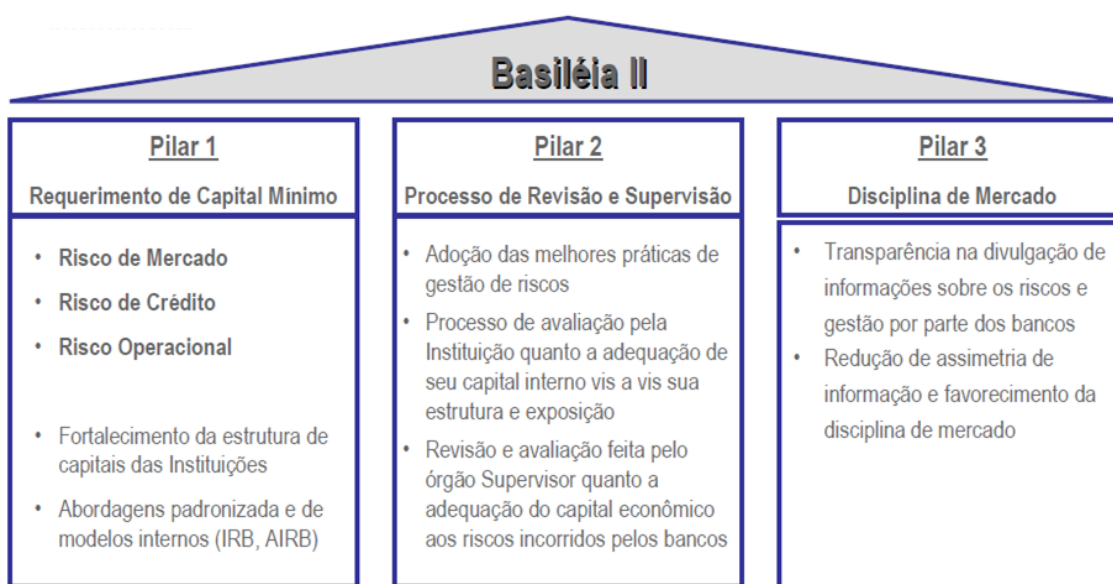 Basiléia II
Pilar 1
Requerimento de Capital Mínimo
• Risco de Mercado
• Risco de Crédito
• Risco Operacional
• Fortalecimento da estrutura de
capitais das Instituições
• Abordagens padronizada e de
modelos internos (IRB, AIRB)
Pilar 2
Processo de Revisão e Supervisão
• Adoção das melhores práticas de
gestão de riscos
• Processo de avaliação pela
Instituição quanto a adequação de
seu capital interno vis a vis sua
estrutura e exposição
• Revisão e avaliação feita pelo
órgão Supervisor quanto a
adequação do capital econômico
aos riscos incorridos pelos bancos
Pilar 3
Disciplina de Mercado
• Transparência na divulgação de
informações sobre os riscos e
gestão por parte dos bancos
• Redução de assimetria de
informação e favorecimento da
disciplina de mercado